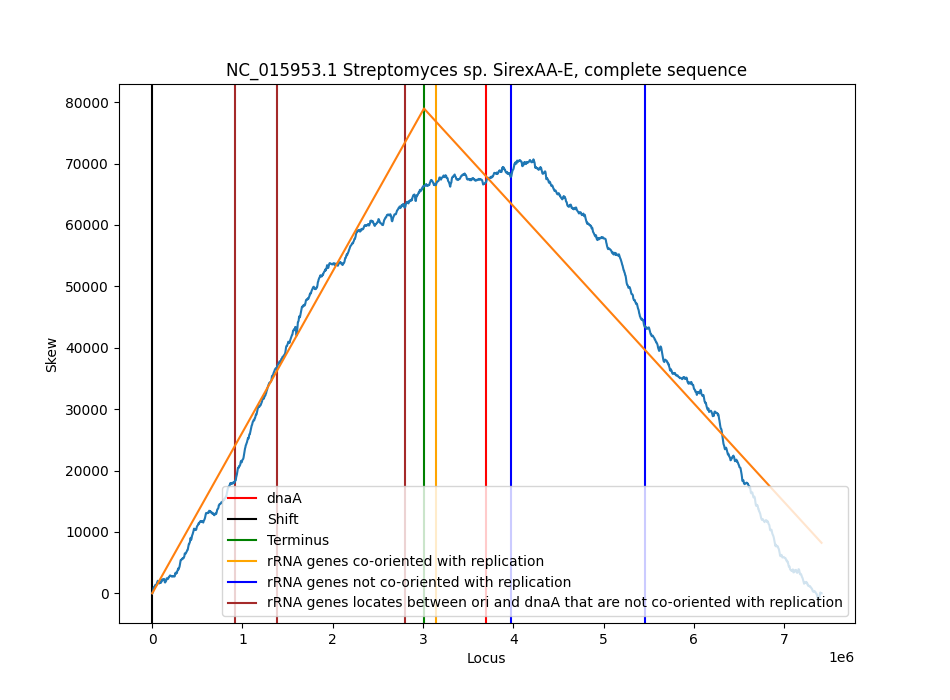 NC_015953.1 Streptomyces sp. SirexAA-E, complete sequence
80000
70000
60000
50000
40000
30000
20000
10000
0
Skew
dnaA
Shift
Terminus
rRNA genes co-oriented with replication
rRNA genes not co-oriented with replication
rRNA genes locates between ori and dnaA that are not co-oriented with replication
0 1 2 3 4 5 6 7
Locus
1e6